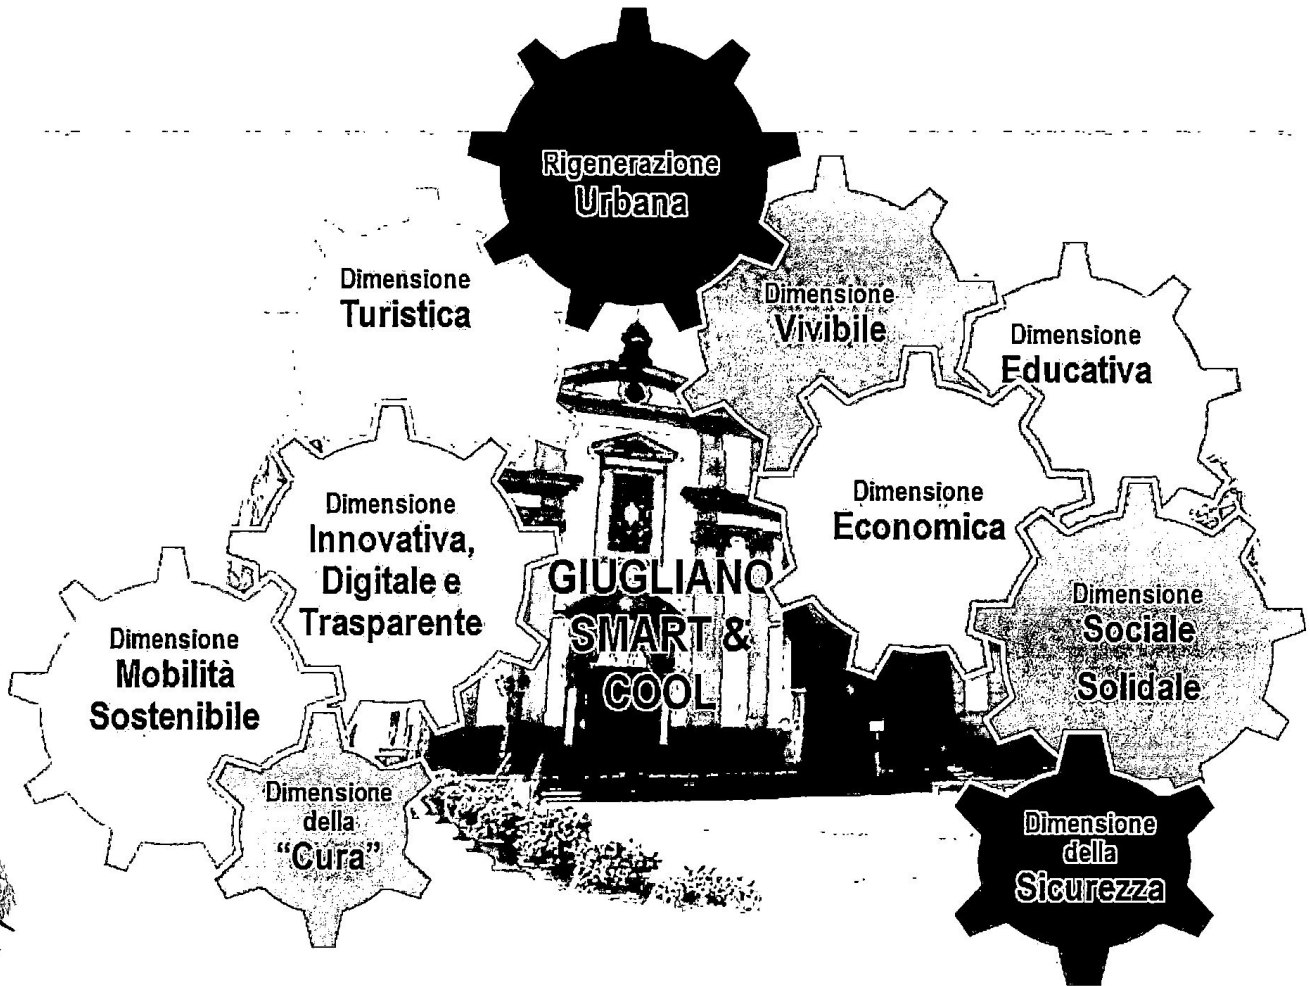 Rigenerazione
Urbana
Dimensione
Turistica
Dimensione
Vivibile
Dimensione
Educativa
Dimensione
Innovativa,
Digitale e
Trasparente
Dimensione
Economica
GIUGLIANO
SMART &
COOL
Dimensione
Sociale
Solidale
Dimensione
Mobilità
Sostenibile
Dimensione
della
“Cura”
Dimensione
della
Sicurezza